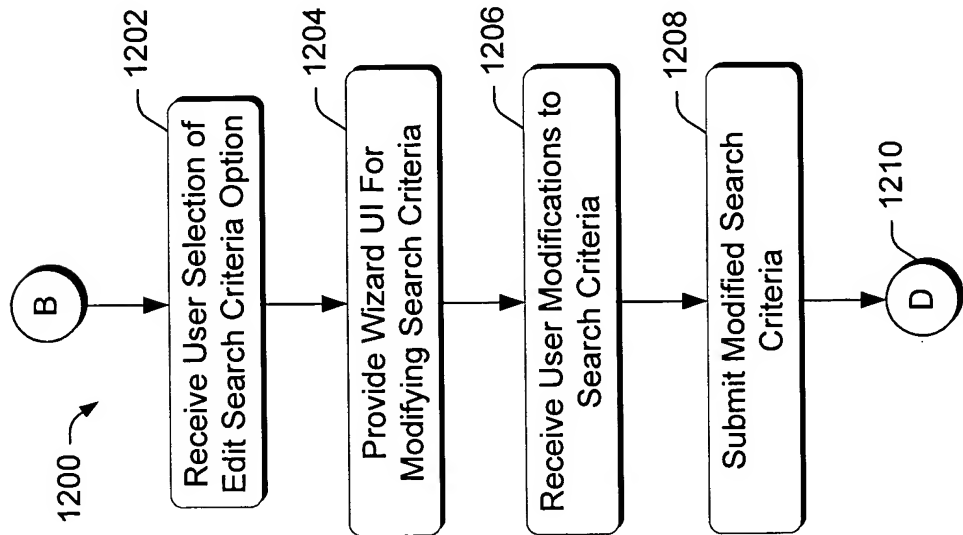 1200
B
1202
Receive User Selection of
Edit Search Criteria Option
1204
Provide Wizard UI For
Modifying Search Criteria
1206
Receive User Modifications to
Search Criteria
1208
Submit Modified Search
Criteria
1210
D